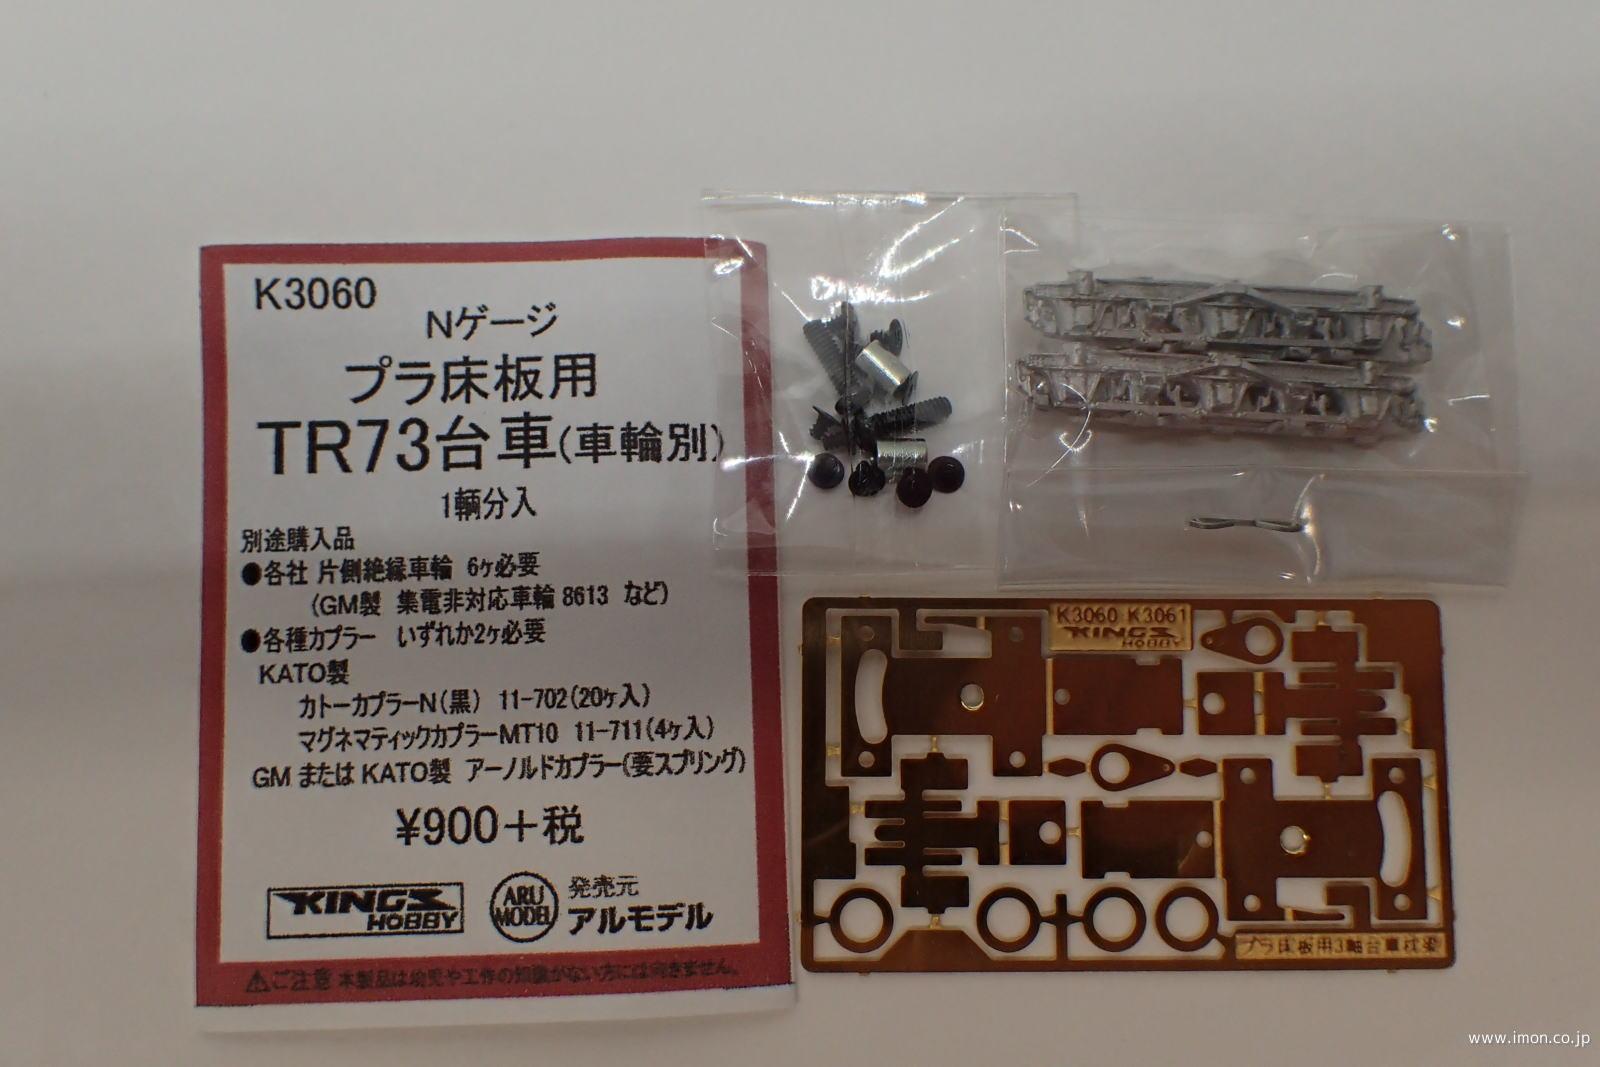 K3060
Nゲージ
プラ床板用
TR73台車(車輪別)
1輌分入
別途購入品
●各社 片側絶縁車輪 6ヶ必要
(GM製 集電非対応車輪 8613 など)
●各種カプラー いずれか2ヶ必要
KATO製
カトーカプラーN(黒) 11-702(20ヶ入)
マグネマティックカプラーMT10 11-711(4ヶ入)
GM または KATO製 アーノルドカプラー(要スプリング)
¥900+税
KINGS HOBBY
ARU MODEL
発売元
アルモデル
⚠ご注意 本製品は幼児や工作の知識がない方には向きません。
K3060 K3061
KINGS
HOBBY
プラ床板用3軸台車枕梁
www.imon.co.jp